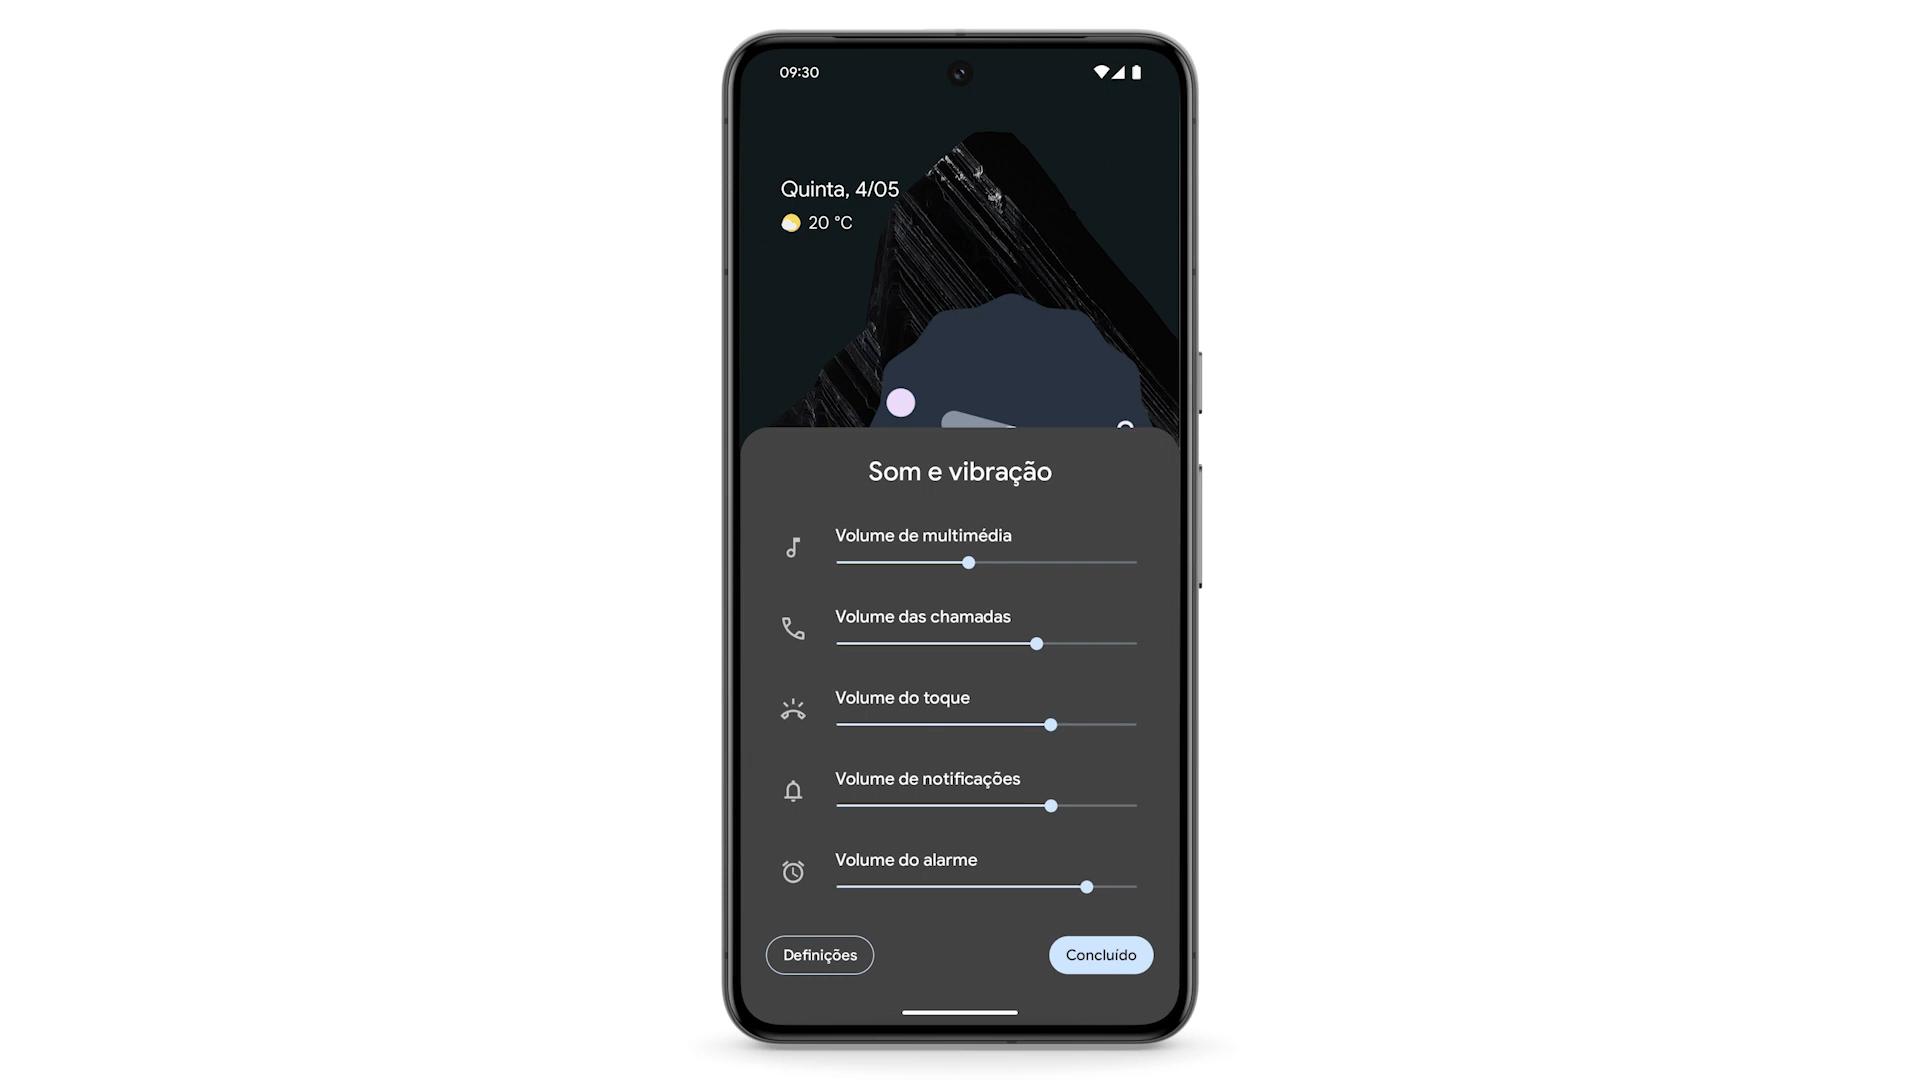 09:30
Quinta, 4/05
20 °C
Som e vibração
Volume de multimédia
Volume das chamadas
Volume do toque
Volume de notificações
Volume do alarme
Definições
Concluído